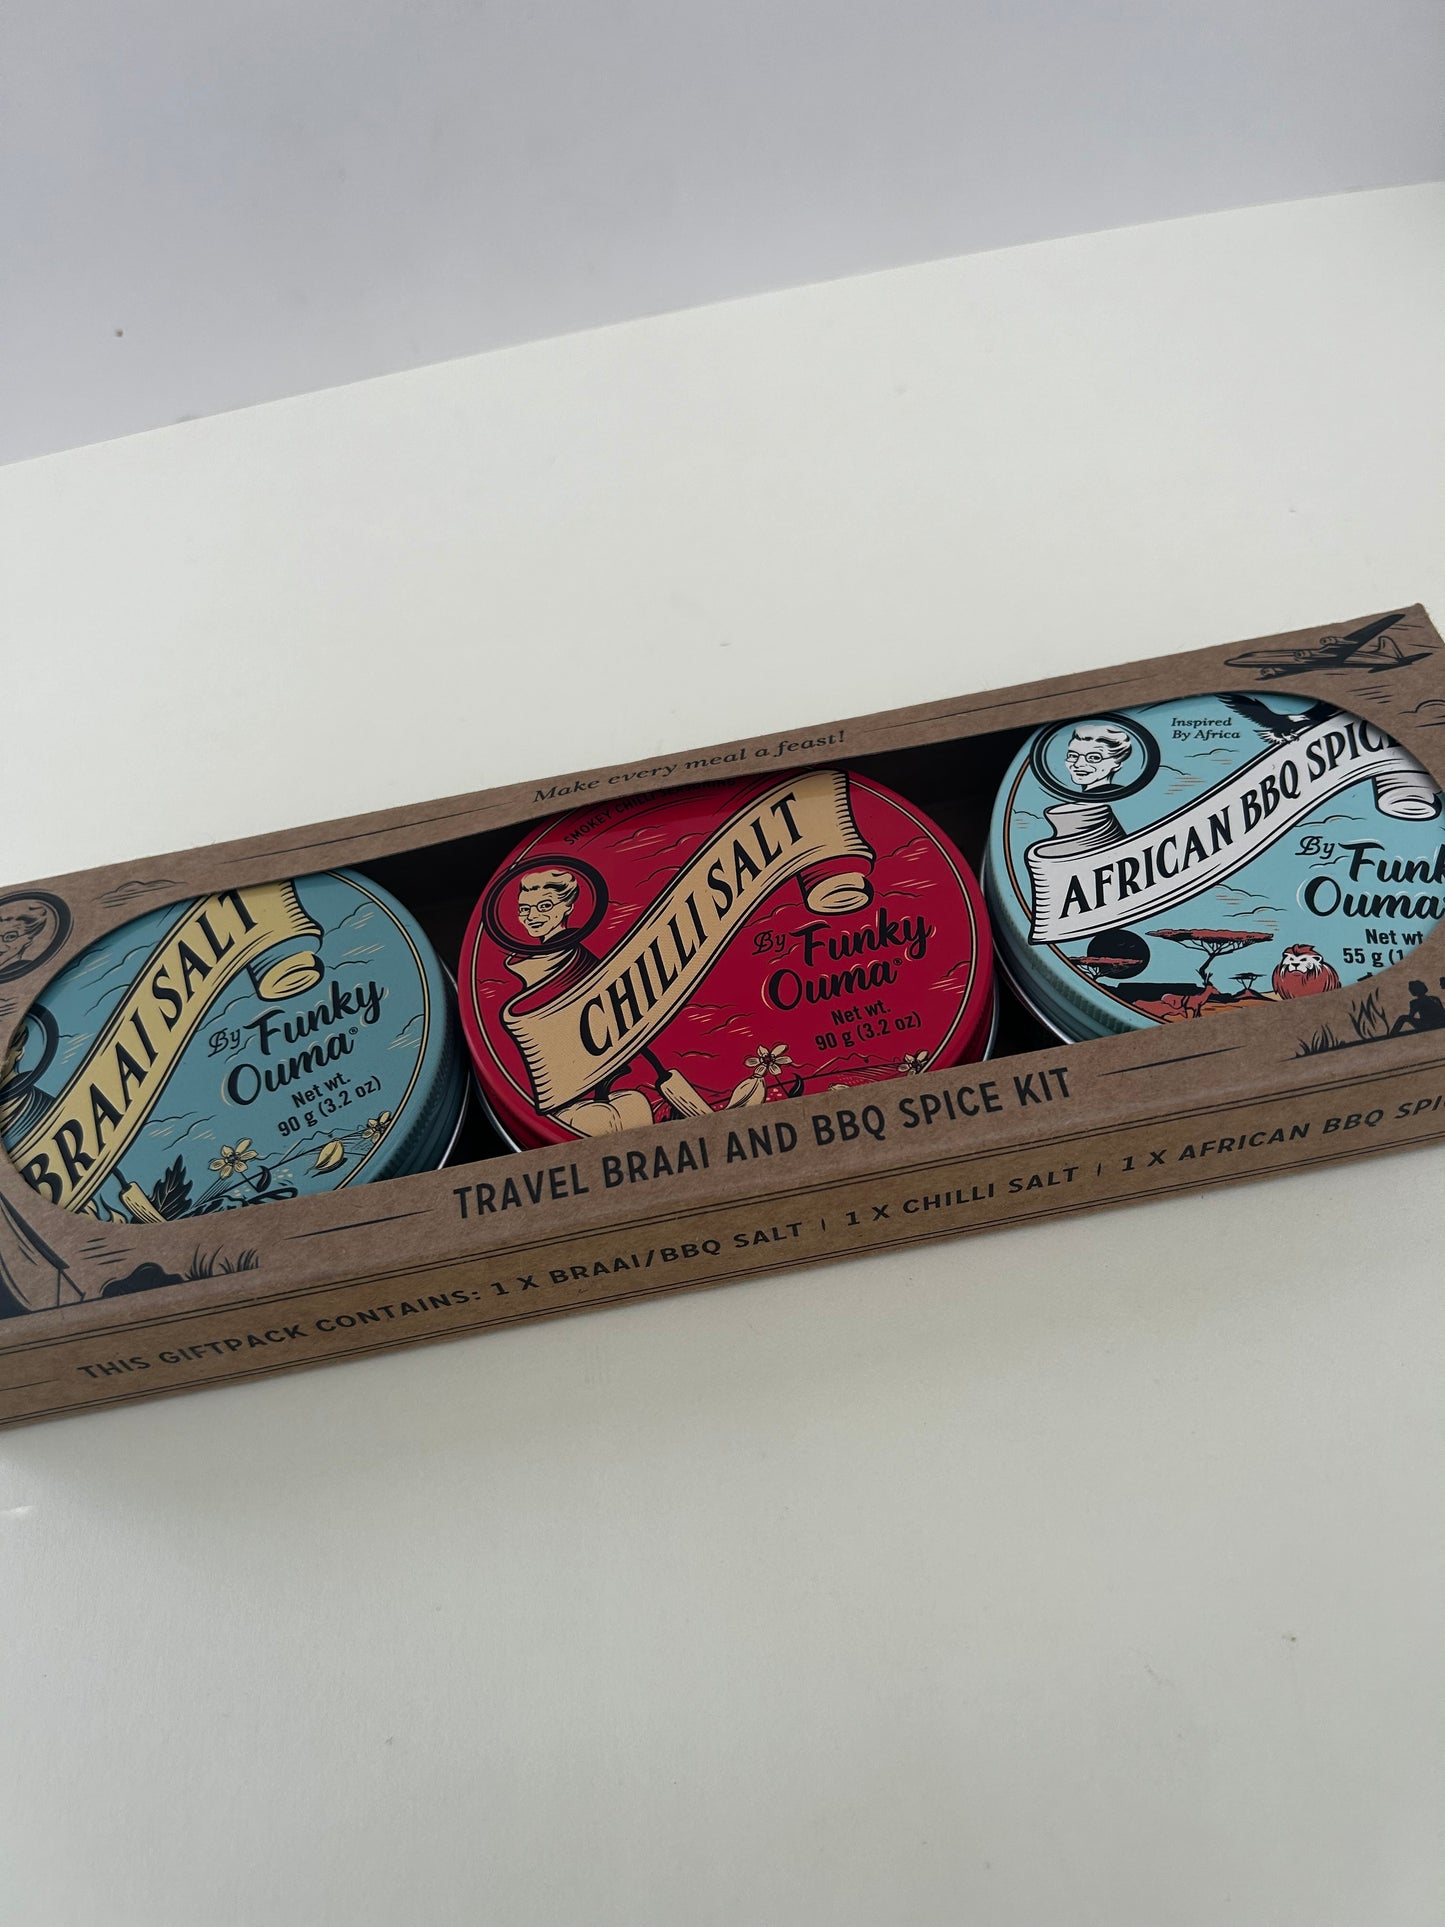 Make every meal a feast!
BRAAI SALT
By Funky
Ouma®
Net wt.
90 g (3.2 oz)
SMOKEY CHILLI SEASONING
CHILLI SALT
By Funky
Ouma®
Net wt.
90 g (3.2 oz)
Inspired
By Africa
AFRICAN BBQ SPICE
By Funk
Ouma
Net wt
55 g (1
TRAVEL BRAAI AND BBQ SPICE KIT
THIS GIFTPACK CONTAINS: 1 X BRAAI/BBQ SALT | 1 X CHILLI SALT | 1 X AFRICAN BBQ SPI